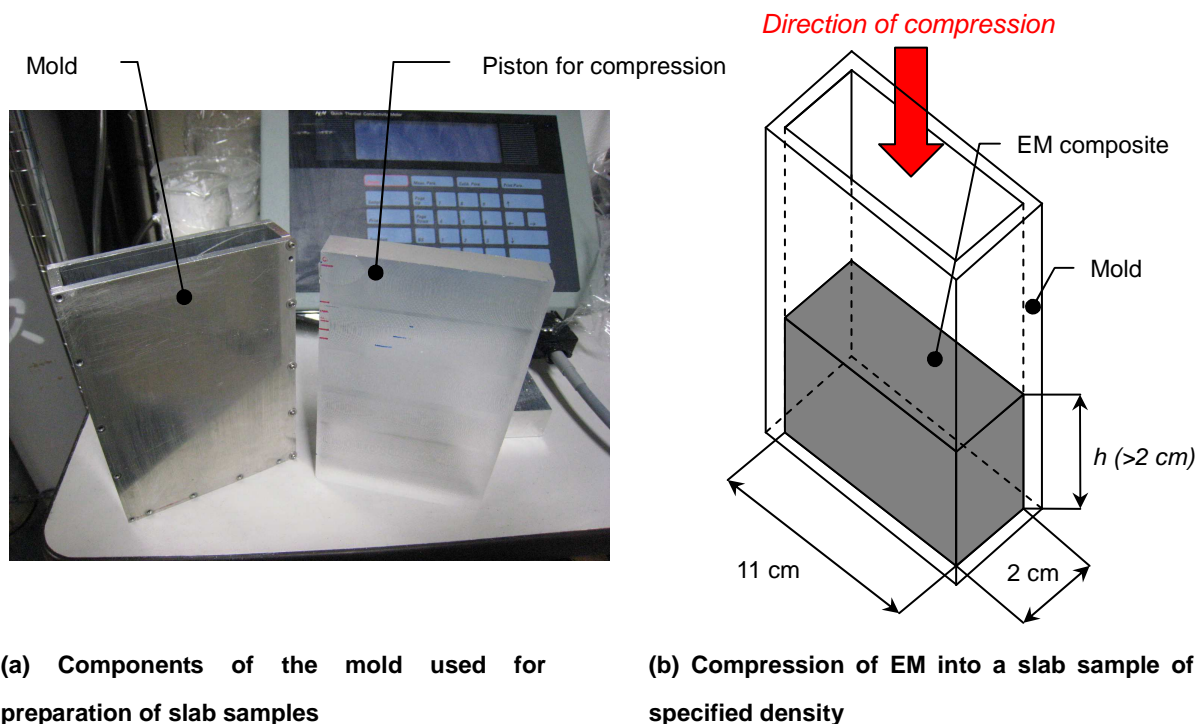 Direction of compression
Mold
Piston for compression
EM composite
Mold
h (>2 cm)
11 cm
2 cm
(a) Components of the mold used for
preparation of slab samples
(b) Compression of EM into a slab sample of
specified density